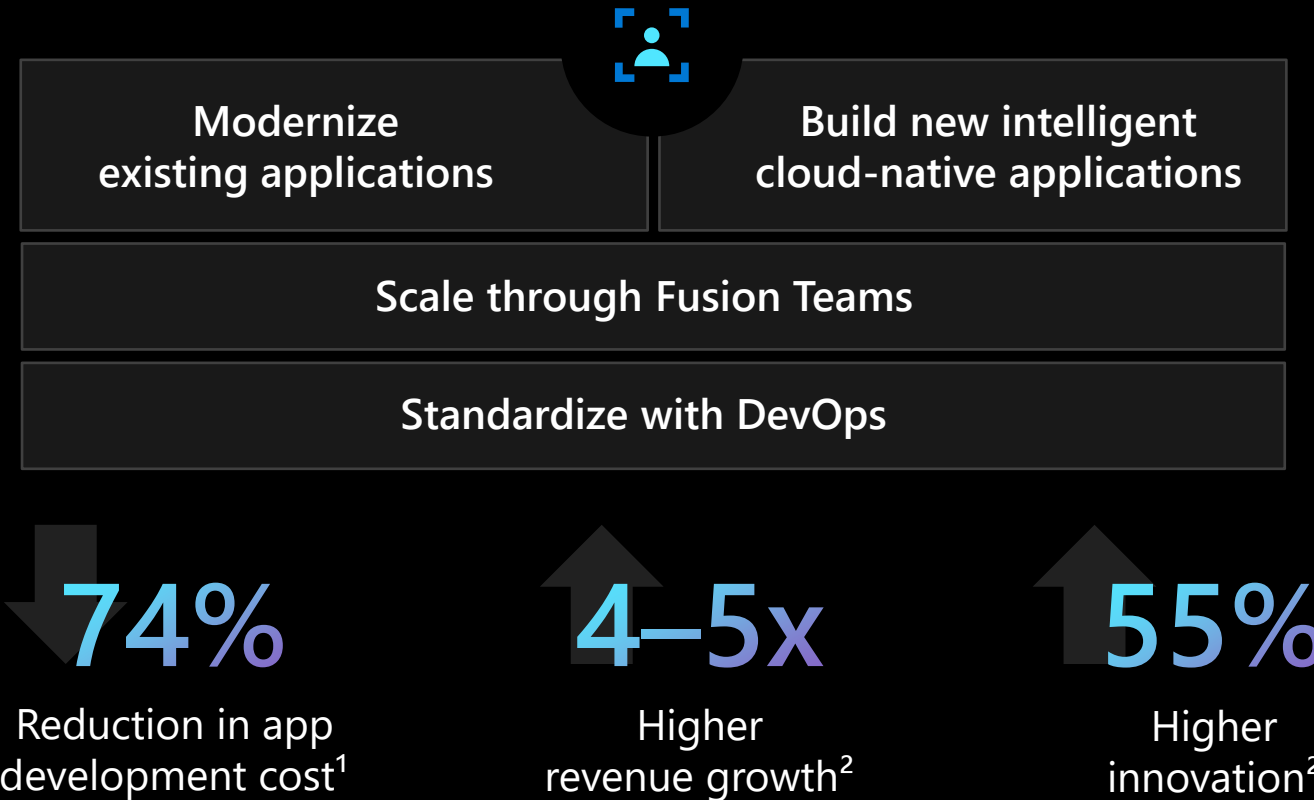 Modernize
existing applications
Build new intelligent
cloud-native applications
Scale through Fusion Teams
Standardize with DevOps
74%
Reduction in app
development cost¹
4–5x
Higher
revenue growth²
55%
Higher
innovation²